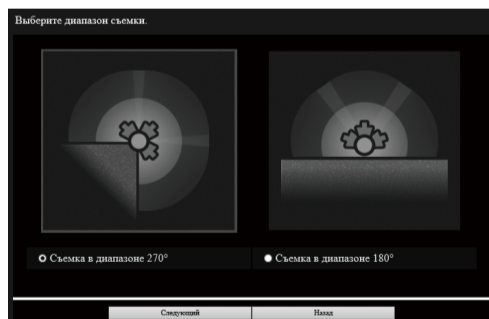 Выберите диапазон съемки.
Съемка в диапазоне 270°
Съемка в диапазоне 180°
Следующий
Назад